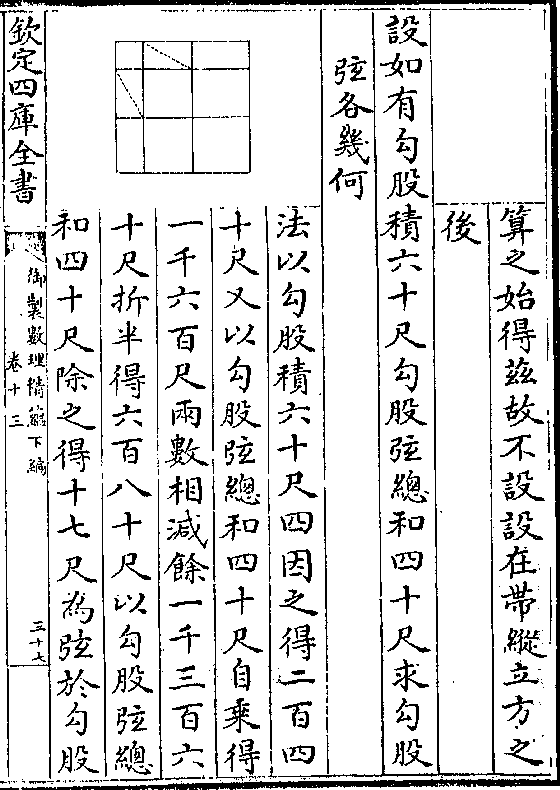 算之始得茲故不設設在帶縱立方之
後
設如有勾股積六十尺勾股弦總和四十尺求勾股
弦各幾何
法以勾股積六十尺四因之得二百四
十尺又以勾股弦總和四十尺自乘得
一千六百尺兩數相減餘一千三百六
十尺折半得六百八十尺以勾股弦總
和四十尺除之得十七尺為弦於勾股
欽定四庫全書
御製數理精蘊下編
卷十三
三十七